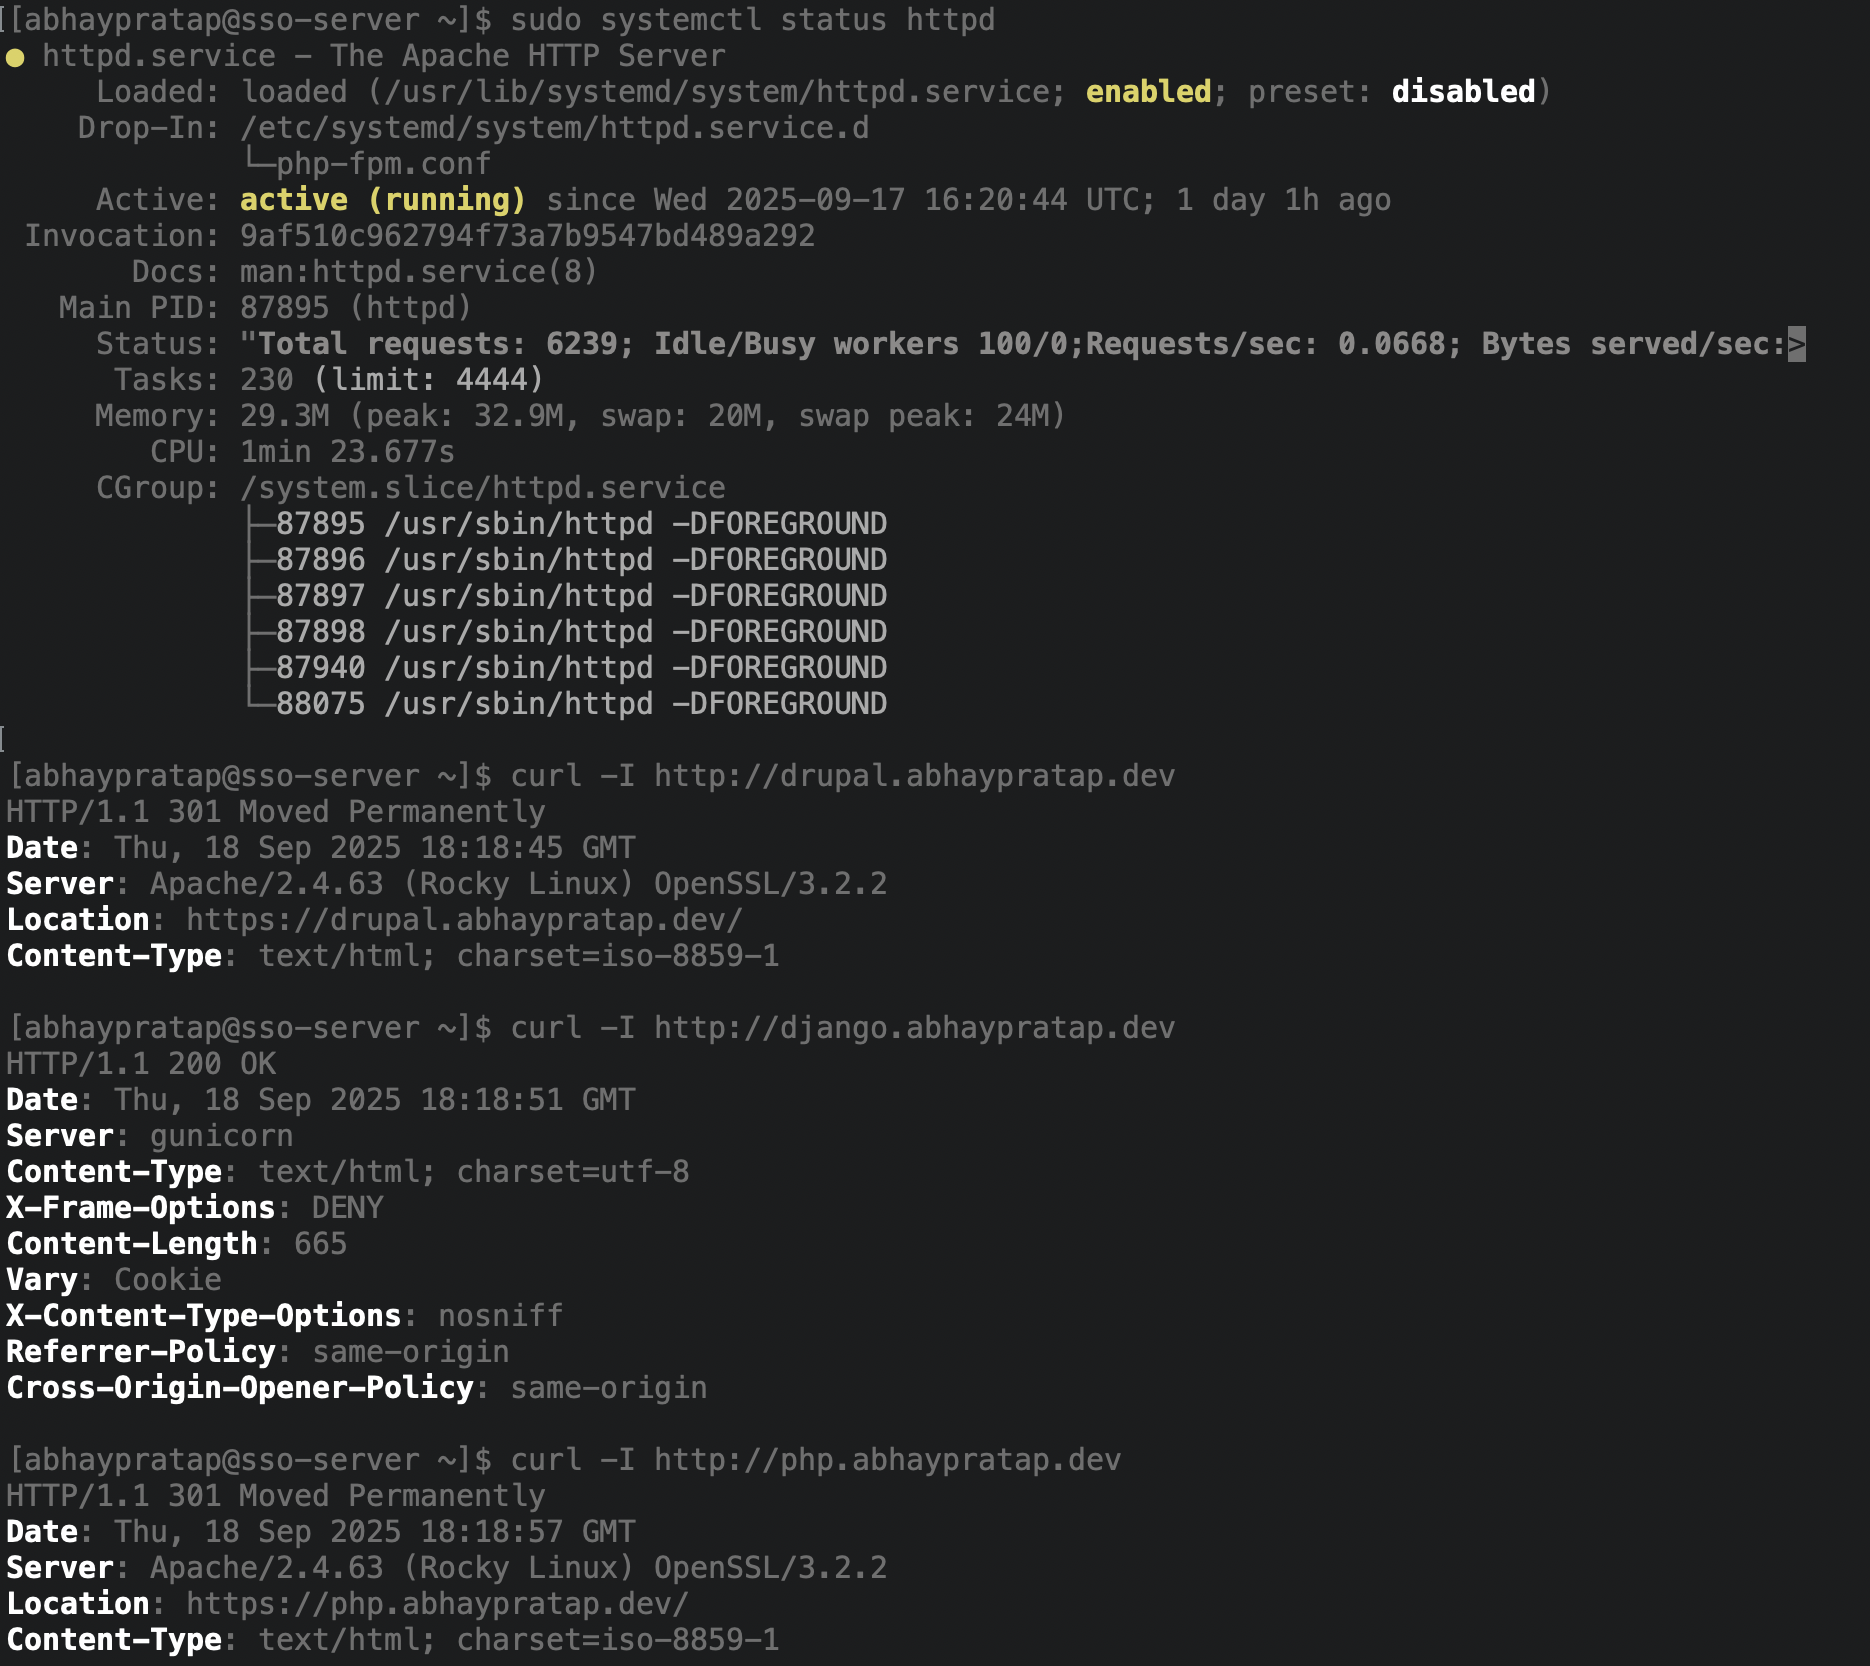 [[abhaypratap@sso-server ~]$ sudo systemctl status httpd
● httpd.service - The Apache HTTP Server
     Loaded: loaded (/usr/lib/systemd/system/httpd.service; enabled; preset: disabled)
    Drop-In: /etc/systemd/system/httpd.service.d
             └─php-fpm.conf
     Active: active (running) since Wed 2025-09-17 16:20:44 UTC; 1 day 1h ago
 Invocation: 9af510c962794f73a7b9547bd489a292
       Docs: man:httpd.service(8)
   Main PID: 87895 (httpd)
     Status: "Total requests: 6239; Idle/Busy workers 100/0;Requests/sec: 0.0668; Bytes served/sec:>
      Tasks: 230 (limit: 4444)
     Memory: 29.3M (peak: 32.9M, swap: 20M, swap peak: 24M)
        CPU: 1min 23.677s
     CGroup: /system.slice/httpd.service
             ├─87895 /usr/sbin/httpd -DFOREGROUND
             ├─87896 /usr/sbin/httpd -DFOREGROUND
             ├─87897 /usr/sbin/httpd -DFOREGROUND
             ├─87898 /usr/sbin/httpd -DFOREGROUND
             ├─87940 /usr/sbin/httpd -DFOREGROUND
             └─88075 /usr/sbin/httpd -DFOREGROUND
[
[abhaypratap@sso-server ~]$ curl -I http://drupal.abhaypratap.dev
HTTP/1.1 301 Moved Permanently
Date: Thu, 18 Sep 2025 18:18:45 GMT
Server: Apache/2.4.63 (Rocky Linux) OpenSSL/3.2.2
Location: https://drupal.abhaypratap.dev/
Content-Type: text/html; charset=iso-8859-1

[abhaypratap@sso-server ~]$ curl -I http://django.abhaypratap.dev
HTTP/1.1 200 OK
Date: Thu, 18 Sep 2025 18:18:51 GMT
Server: gunicorn
Content-Type: text/html; charset=utf-8
X-Frame-Options: DENY
Content-Length: 665
Vary: Cookie
X-Content-Type-Options: nosniff
Referrer-Policy: same-origin
Cross-Origin-Opener-Policy: same-origin

[abhaypratap@sso-server ~]$ curl -I http://php.abhaypratap.dev
HTTP/1.1 301 Moved Permanently
Date: Thu, 18 Sep 2025 18:18:57 GMT
Server: Apache/2.4.63 (Rocky Linux) OpenSSL/3.2.2
Location: https://php.abhaypratap.dev/
Content-Type: text/html; charset=iso-8859-1